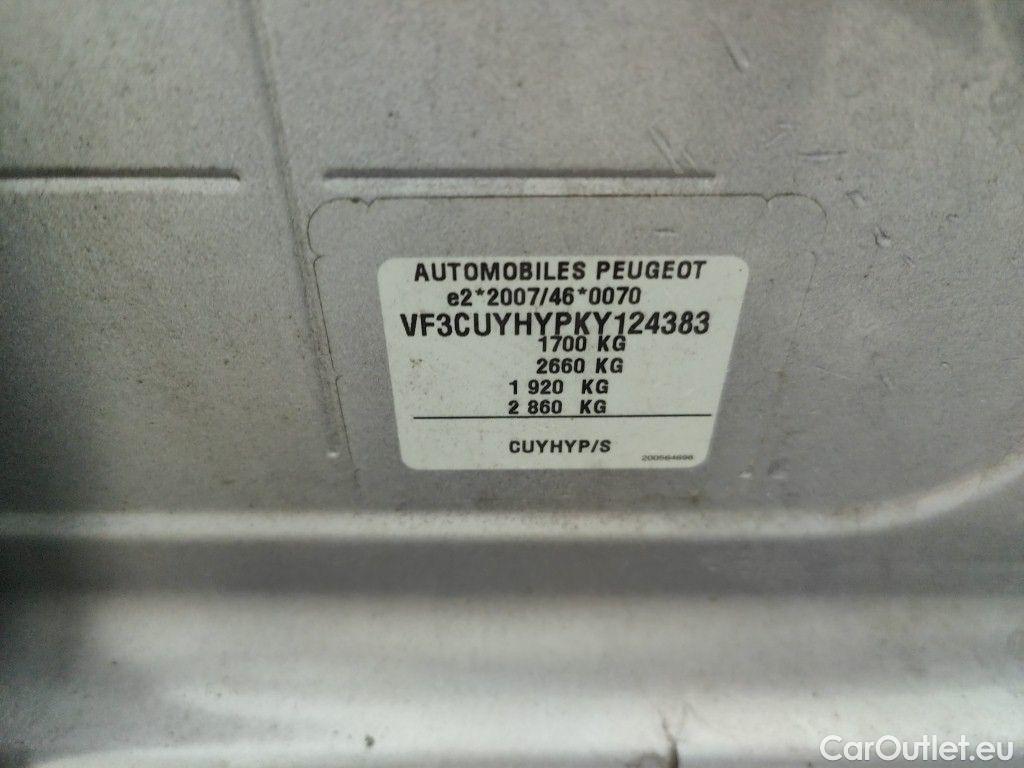 AUTOMOBILES PEUGEOT
e2*2007/46*0070
VF3CUYHYPKY124383
1700 KG
2660 KG
1 920 KG
2 860 KG
CUYHYP/S
200564698
CarOutlet.eu